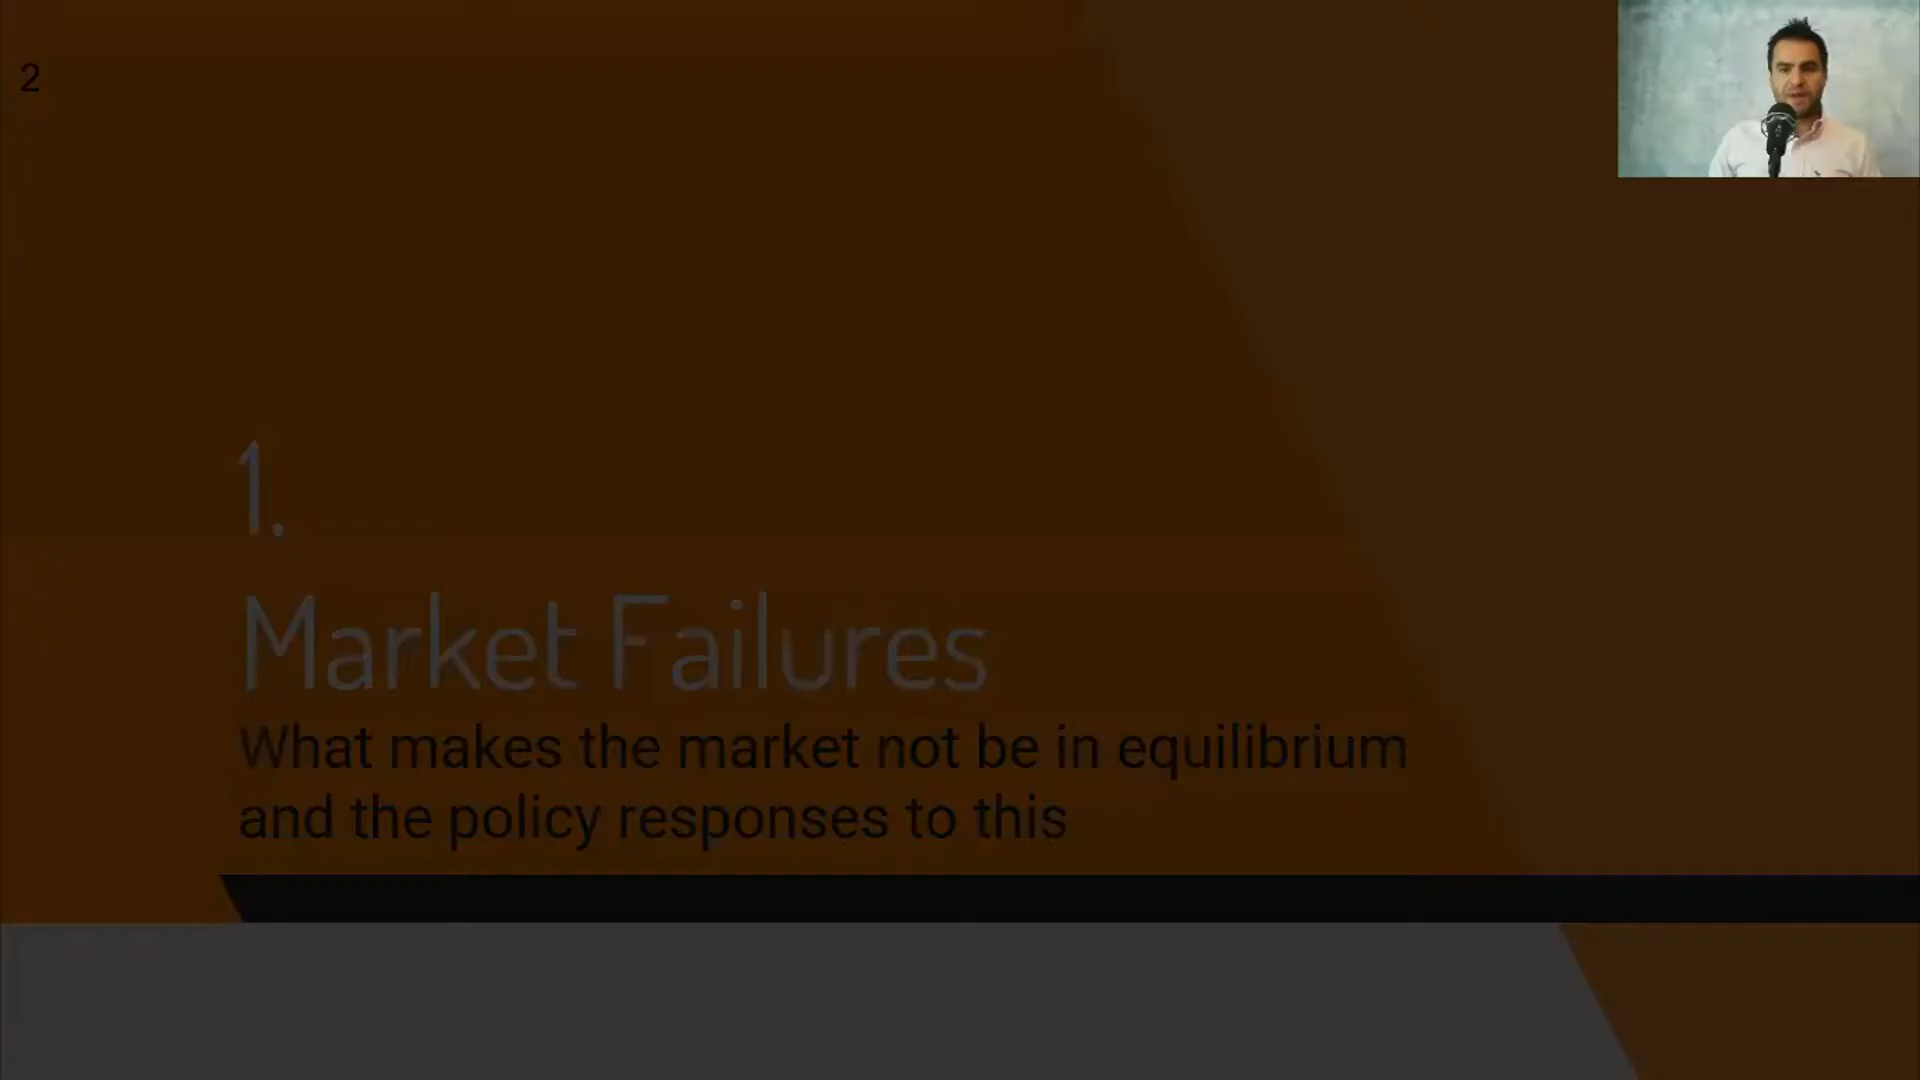 2
1.
Market Failures
What makes the market not be in equilibrium
and the policy responses to this